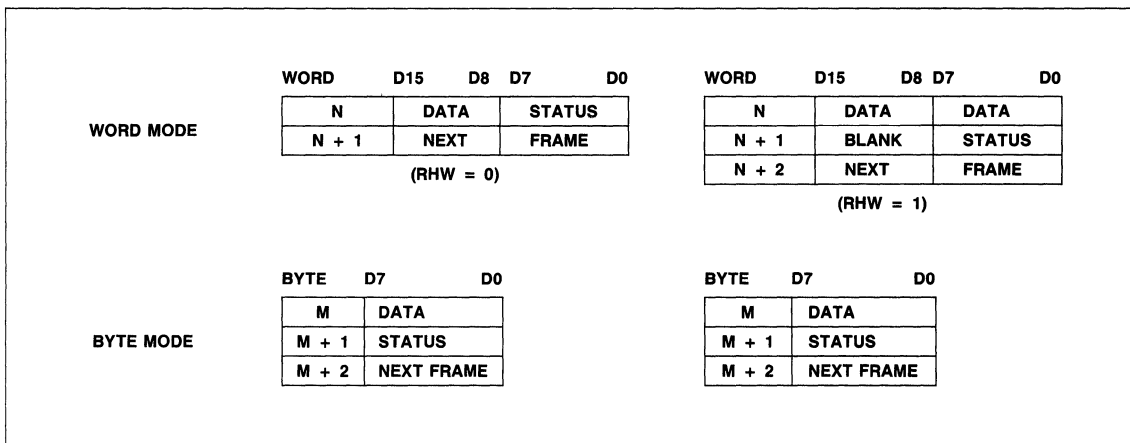 WORD D15 D8 D7 D0
WORD MODE
N DATA STATUS
N + 1 NEXT FRAME
(RHW = 0)
WORD D15 D8 D7 D0
N DATA DATA
N + 1 BLANK STATUS
N + 2 NEXT FRAME
(RHW = 1)
BYTE D7 D0
BYTE MODE
M DATA
M + 1 STATUS
M + 2 NEXT FRAME
BYTE D7 D0
M DATA
M + 1 STATUS
M + 2 NEXT FRAME